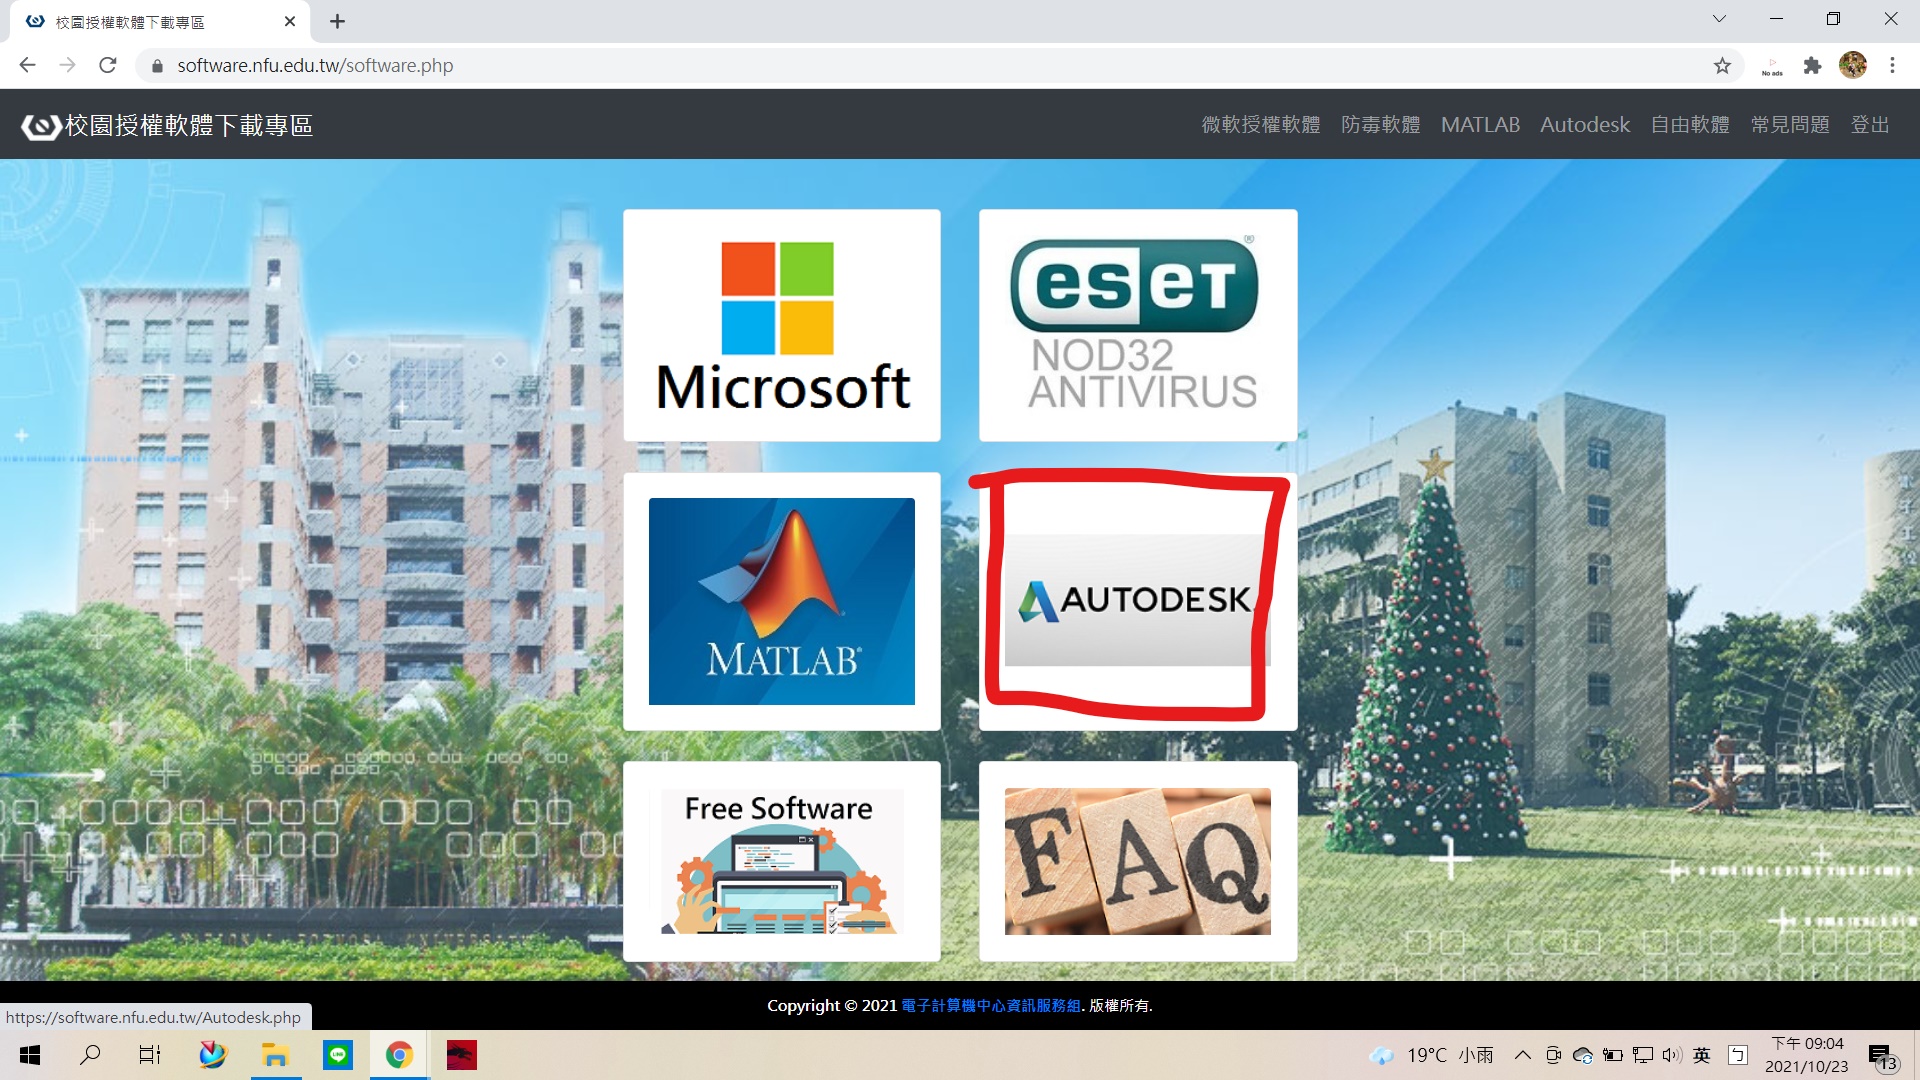 校園授權軟體下載專區
software.nfu.edu.tw/software.php
No ads
校園授權軟體下載專區
微軟授權軟體 防毒軟體 MATLAB Autodesk 自由軟體 常見問題 登出
Microsoft
eseT®
NOD32
ANTIVIRUS
MATLAB®
AUTODESK.
Free Software
FAQ
Copyright © 2021 電子計算機中心資訊服務組. 版權所有.
https://software.nfu.edu.tw/Autodesk.php
LINE
19°C 小雨
英
ㄅ
下午 09:04
2021/10/23
13